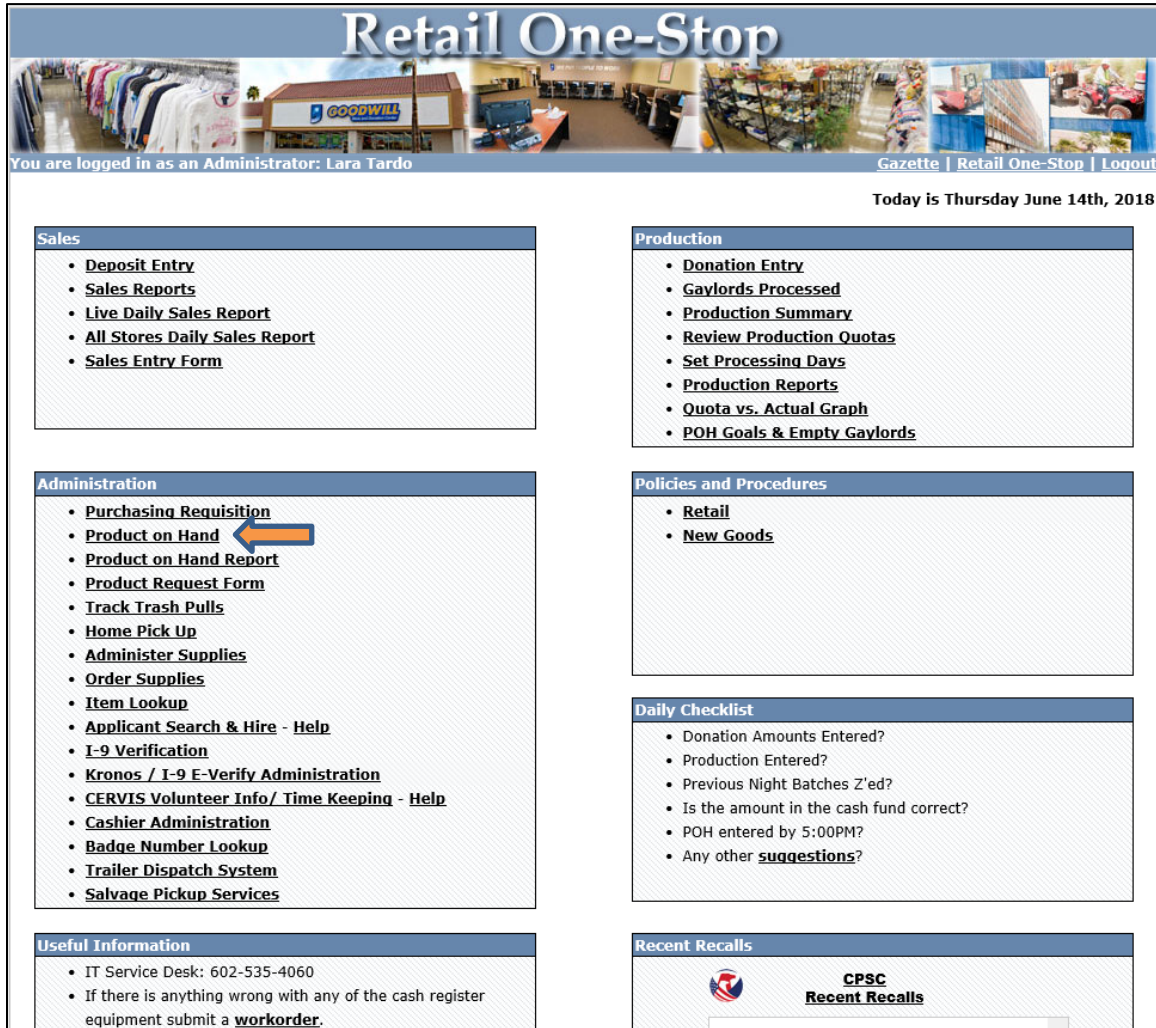 Retail One-Stop
GOODWILL
You are logged in as an Administrator: Lara Tardo
Gazette | Retail One-Stop | Logout
Today is Thursday June 14th, 2018
Sales
• Deposit Entry
• Sales Reports
• Live Daily Sales Report
• All Stores Daily Sales Report
• Sales Entry Form
Production
• Donation Entry
• Gaylords Processed
• Production Summary
• Review Production Quotas
• Set Processing Days
• Production Reports
• Quota vs. Actual Graph
• POH Goals & Empty Gaylords
Administration
• Purchasing Requisition
• Product on Hand
• Product on Hand Report
• Product Request Form
• Track Trash Pulls
• Home Pick Up
• Administer Supplies
• Order Supplies
• Item Lookup
• Applicant Search & Hire - Help
• I-9 Verification
• Kronos / I-9 E-Verify Administration
• CERVIS Volunteer Info/ Time Keeping - Help
• Cashier Administration
• Badge Number Lookup
• Trailer Dispatch System
• Salvage Pickup Services
Policies and Procedures
• Retail
• New Goods
Daily Checklist
• Donation Amounts Entered?
• Production Entered?
• Previous Night Batches Z'ed?
• Is the amount in the cash fund correct?
• POH entered by 5:00PM?
• Any other suggestions?
Useful Information
• IT Service Desk: 602-535-4060
• If there is anything wrong with any of the cash register
equipment submit a workorder.
Recent Recalls
CPSC
Recent Recalls